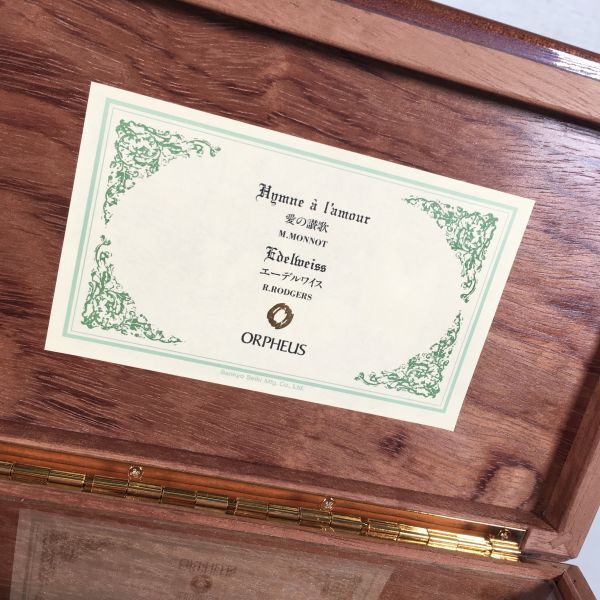 Hymne à l'amour
愛の讃歌
M.MONNOT
Edelweiss
エーデルワイス
R.RODGERS
ORPHEUS
Sankyo Seiki Mfg. Co., Ltd.
ORPHEUS